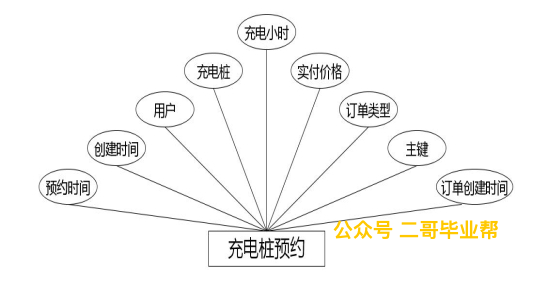 充电小时
充电桩
实付价格
用户
订单类型
创建时间
主键
预约时间
订单创建时间
充电桩预约
公众号 二哥毕业帮